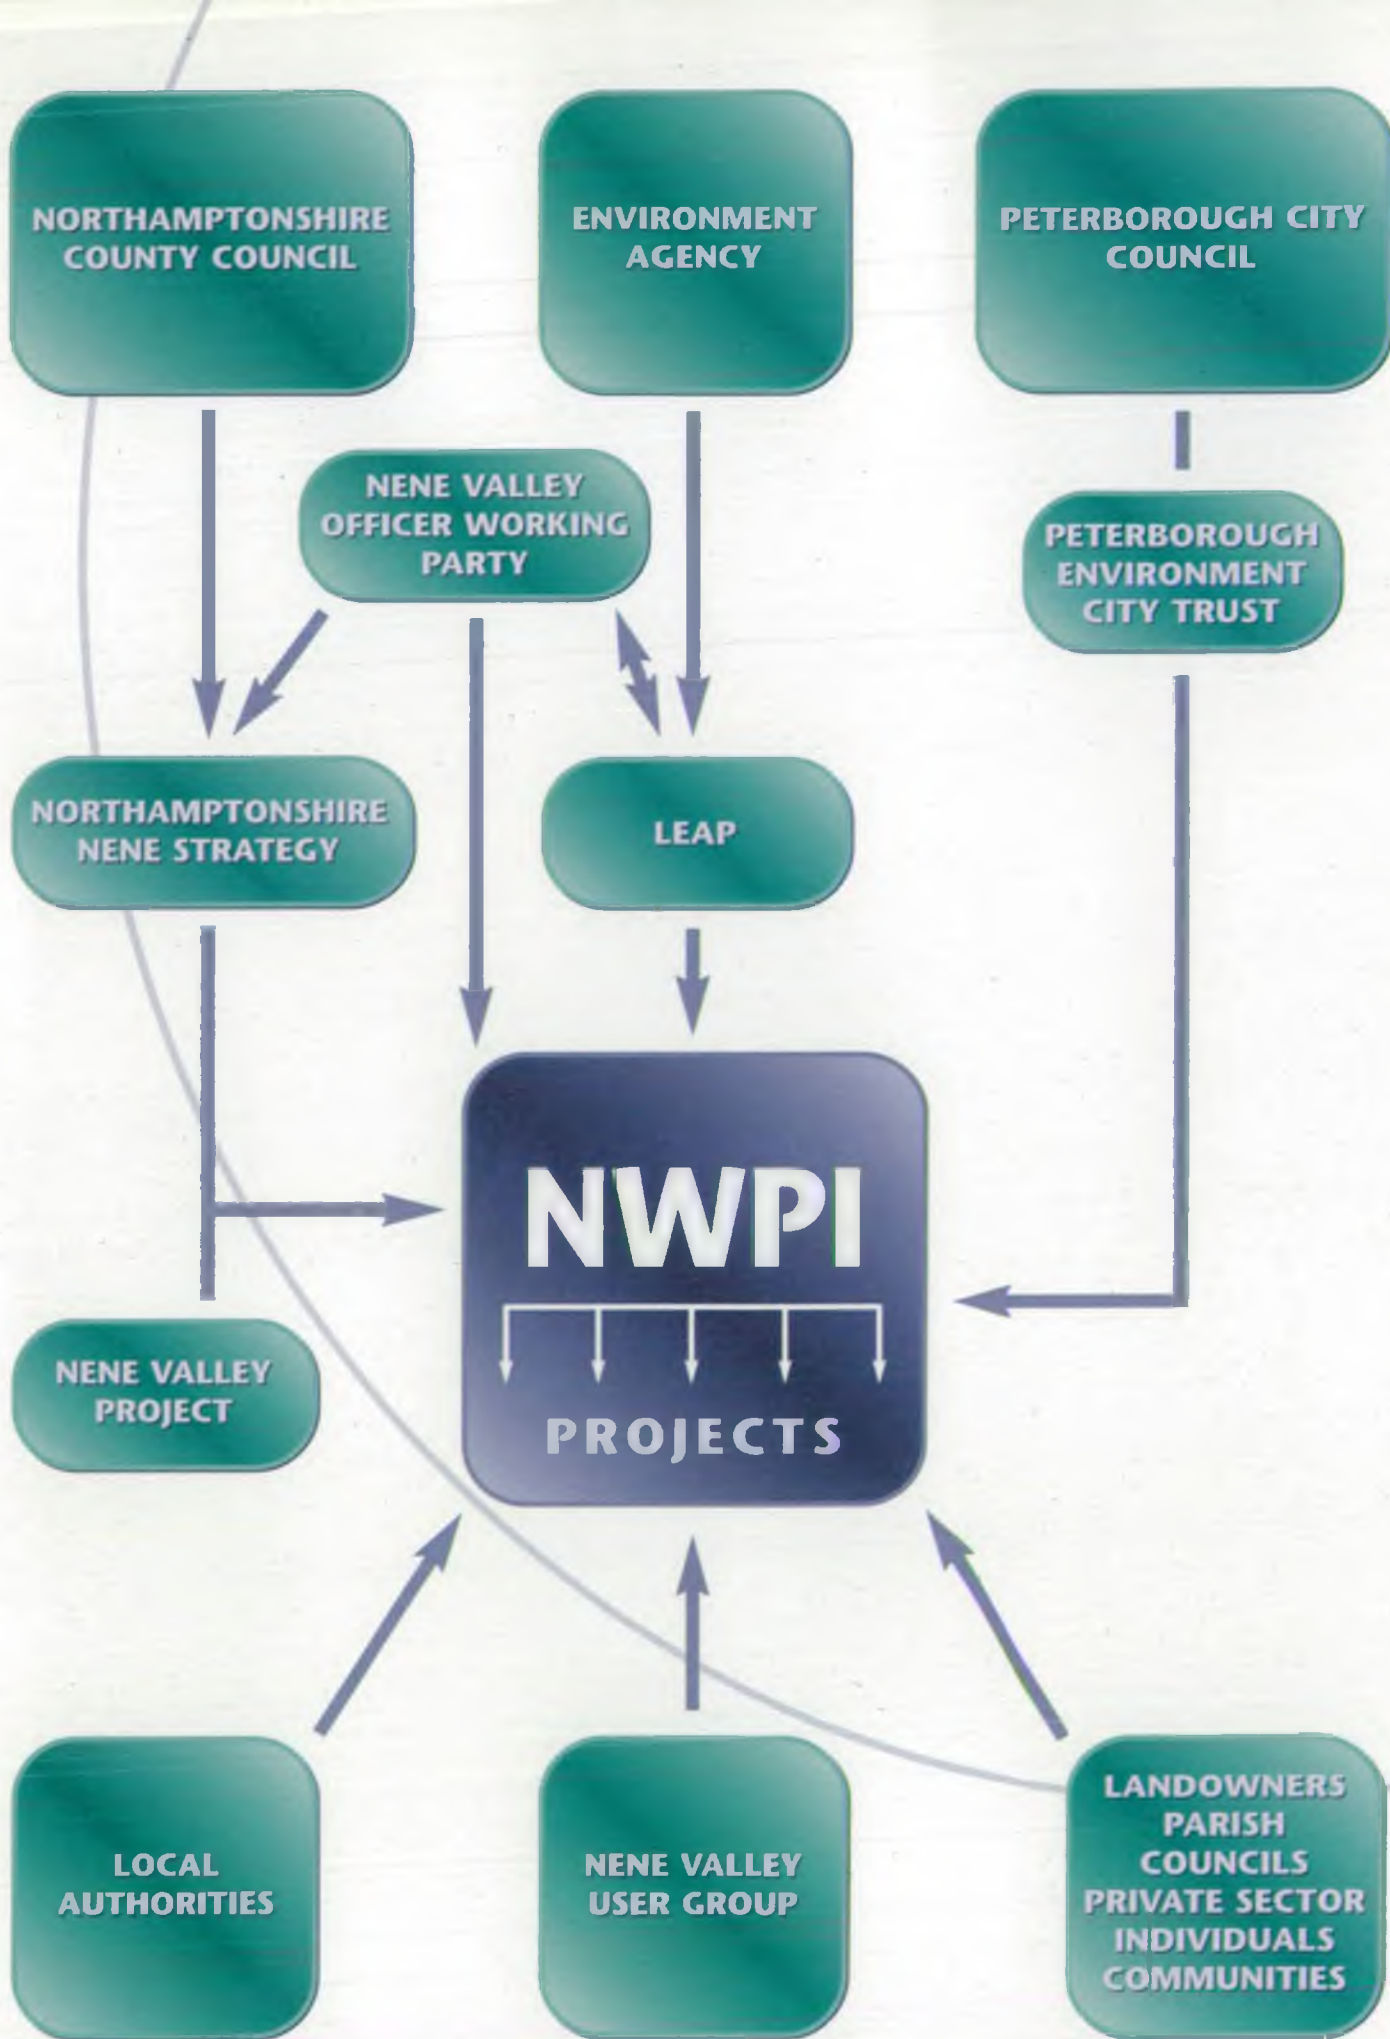 NORTHAMPTONSHIRE
COUNTY COUNCIL
ENVIRONMENT
AGENCY
PETERBOROUGH CITY
COUNCIL
NENE VALLEY
OFFICER WORKING
PARTY
PETERBOROUGH
ENVIRONMENT
CITY TRUST
NORTHAMPTONSHIRE
NENE STRATEGY
LEAP
NWPI
PROJECTS
NENE VALLEY
PROJECT
LOCAL
AUTHORITIES
NENE VALLEY
USER GROUP
LANDOWNERS
PARISH
COUNCILS
PRIVATE SECTOR
INDIVIDUALS
COMMUNITIES